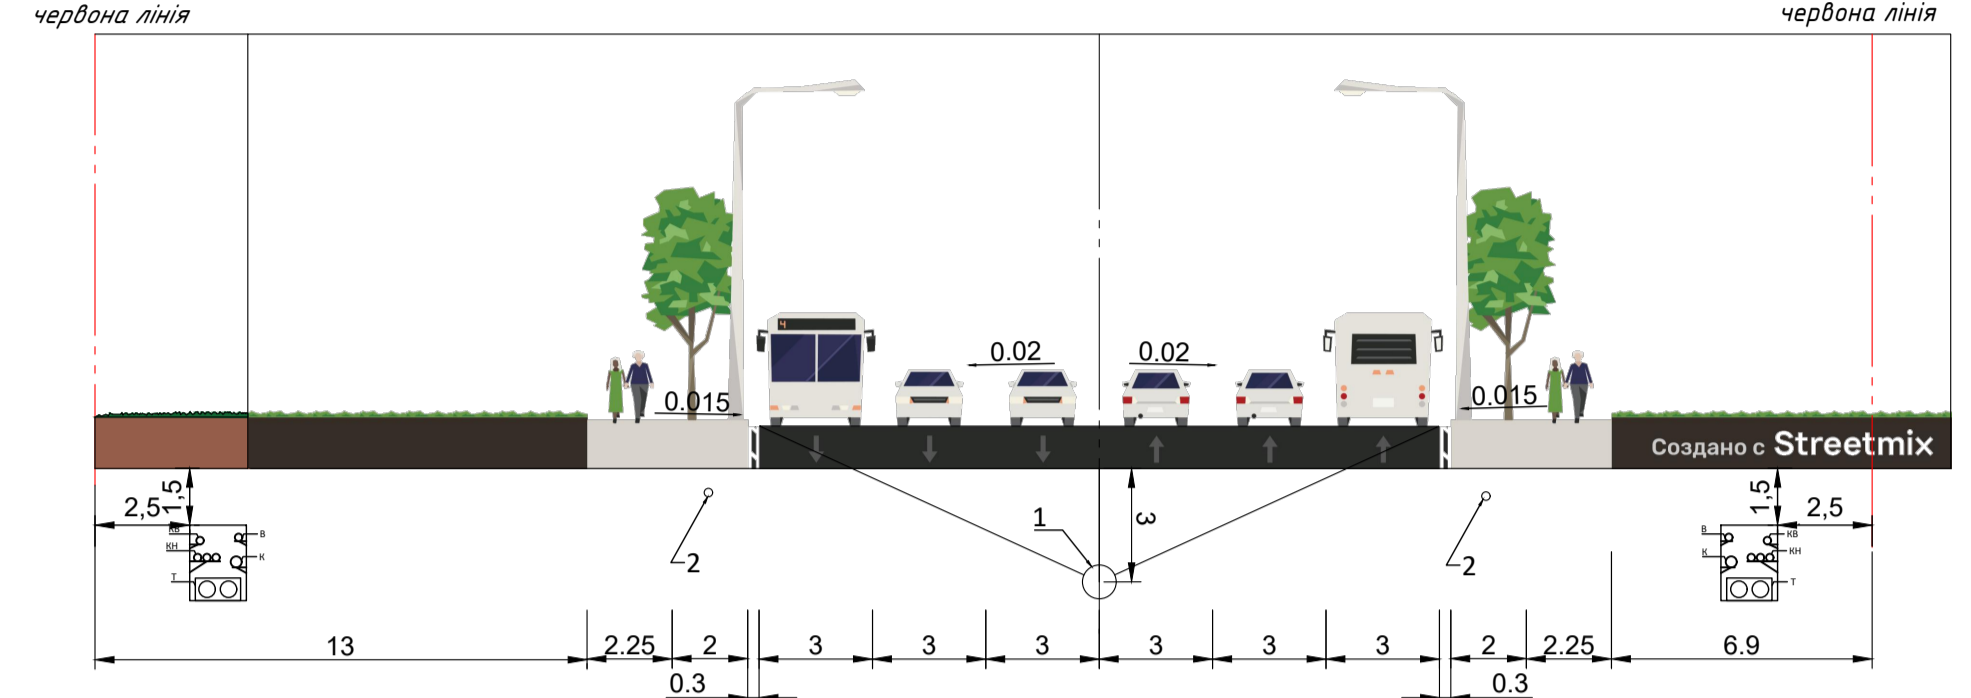 червона лінія
червона лінія
4
0.02
0.02
0.015
0.015
Создано с Streetmix
2,5
1,5
3
1,5
2,5
КВ
В
КН
К
Т
В
КВ
К
КН
Т
1
2
2
13
2.25
2
3
3
3
3
3
3
2
2.25
6.9
0.3
0.3